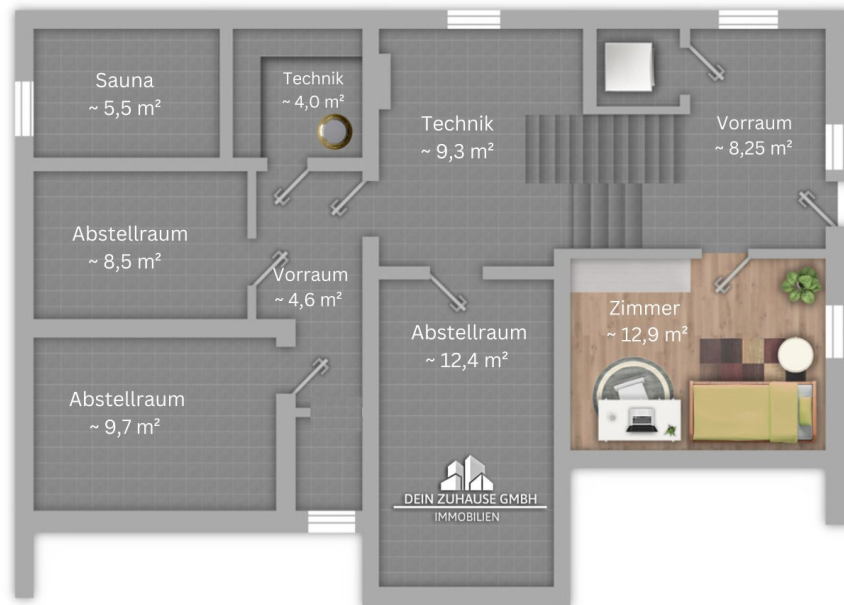 Sauna
~ 5,5 m²
Technik
~ 4,0 m²
Technik
~ 9,3 m²
Vorraum
~ 8,25 m²
Abstellraum
~ 8,5 m²
Vorraum
~ 4,6 m²
Abstellraum
~ 12,4 m²
Zimmer
~ 12,9 m²
Abstellraum
~ 9,7 m²
DEIN ZUHAUSE GMBH
IMMOBILIEN